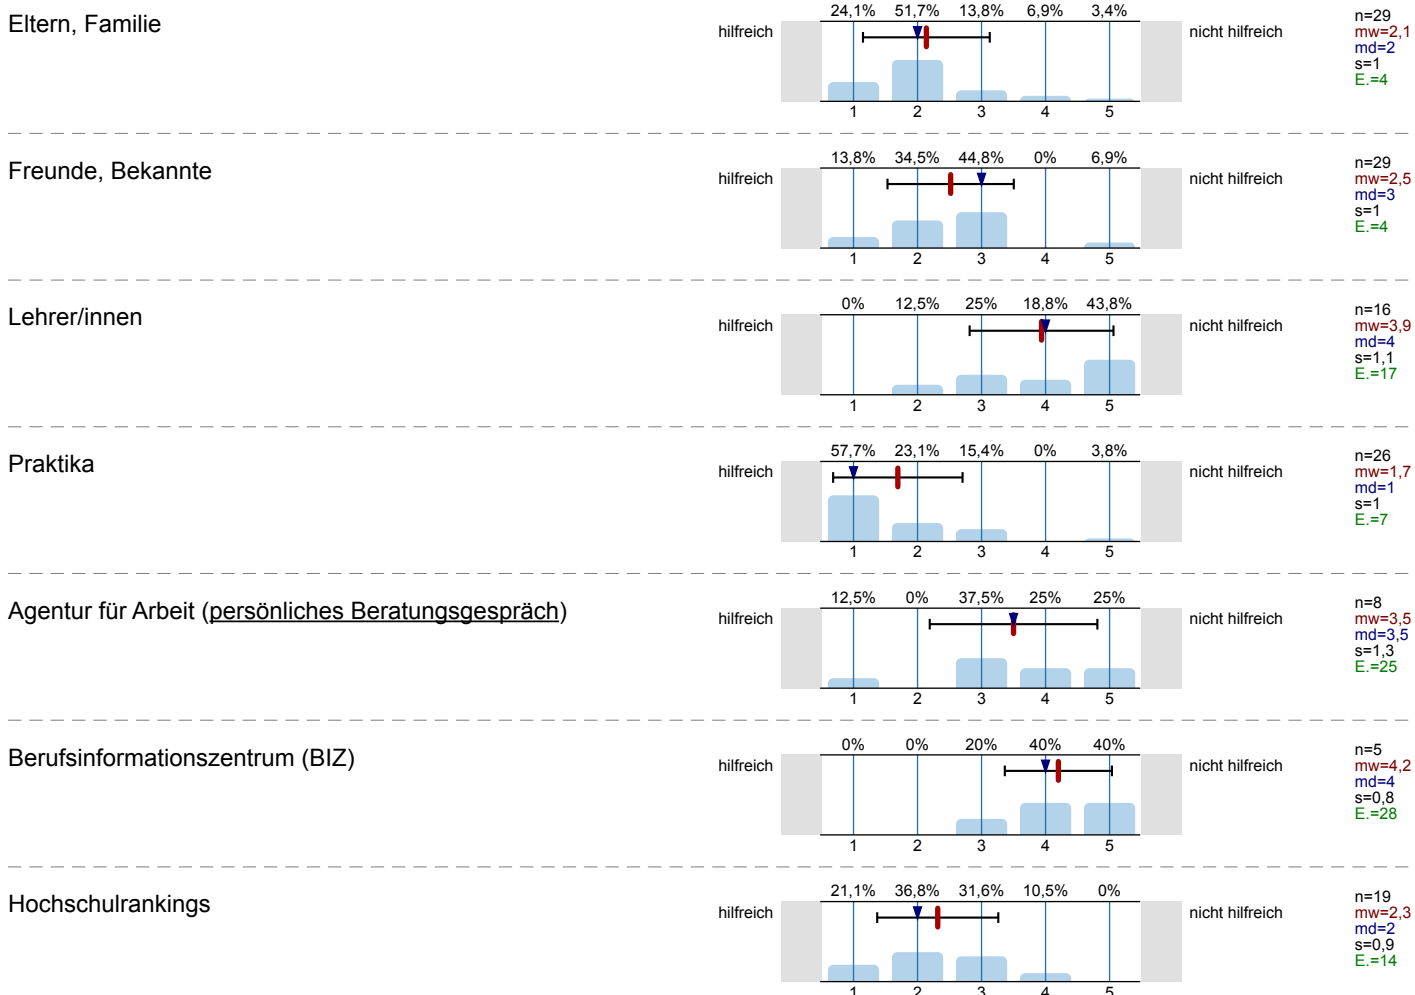 Eltern, Familie
24,1% 51,7% 13,8% 6,9% 3,4%
hilfreich
nicht hilfreich
1 2 3 4 5
n=29
mw=2,1
md=2
s=1
E.=4
Freunde, Bekannte
13,8% 34,5% 44,8% 0% 6,9%
hilfreich
nicht hilfreich
1 2 3 4 5
n=29
mw=2,5
md=3
s=1
E.=4
Lehrer/innen
0% 12,5% 25% 18,8% 43,8%
hilfreich
nicht hilfreich
1 2 3 4 5
n=16
mw=3,9
md=4
s=1,1
E.=17
Praktika
57,7% 23,1% 15,4% 0% 3,8%
hilfreich
nicht hilfreich
1 2 3 4 5
n=26
mw=1,7
md=1
s=1
E.=7
Agentur für Arbeit (persönliches Beratungsgespräch)
12,5% 0% 37,5% 25% 25%
hilfreich
nicht hilfreich
1 2 3 4 5
n=8
mw=3,5
md=3,5
s=1,3
E.=25
Berufsinformationszentrum (BIZ)
0% 0% 20% 40% 40%
hilfreich
nicht hilfreich
1 2 3 4 5
n=5
mw=4,2
md=4
s=0,8
E.=28
Hochschulrankings
21,1% 36,8% 31,6% 10,5% 0%
hilfreich
nicht hilfreich
1 2 3 4 5
n=19
mw=2,3
md=2
s=0,9
E.=14